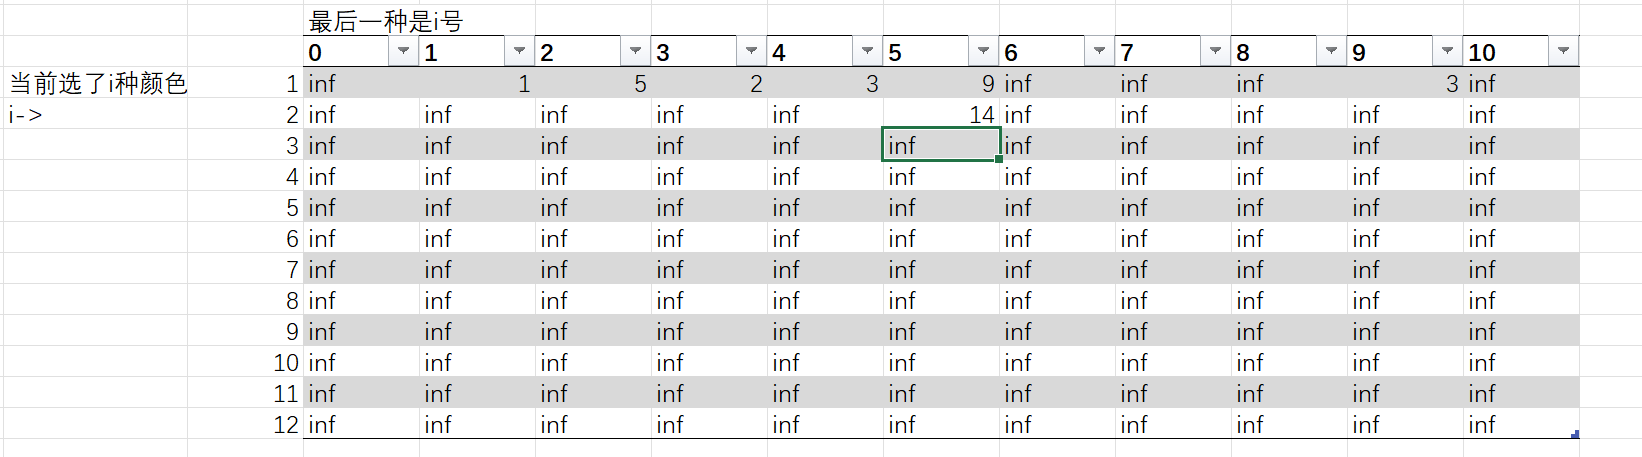 最后一种是i号
0 1 2 3 4 5 6 7 8 9 10
当前选了i种颜色 1 inf 1 5 2 3 9 inf inf inf 3 inf
i-> 2 inf inf inf inf inf 14 inf inf inf inf inf
3 inf inf inf inf inf inf inf inf inf inf inf
4 inf inf inf inf inf inf inf inf inf inf inf
5 inf inf inf inf inf inf inf inf inf inf inf
6 inf inf inf inf inf inf inf inf inf inf inf
7 inf inf inf inf inf inf inf inf inf inf inf
8 inf inf inf inf inf inf inf inf inf inf inf
9 inf inf inf inf inf inf inf inf inf inf inf
10 inf inf inf inf inf inf inf inf inf inf inf
11 inf inf inf inf inf inf inf inf inf inf inf
12 inf inf inf inf inf inf inf inf inf inf inf